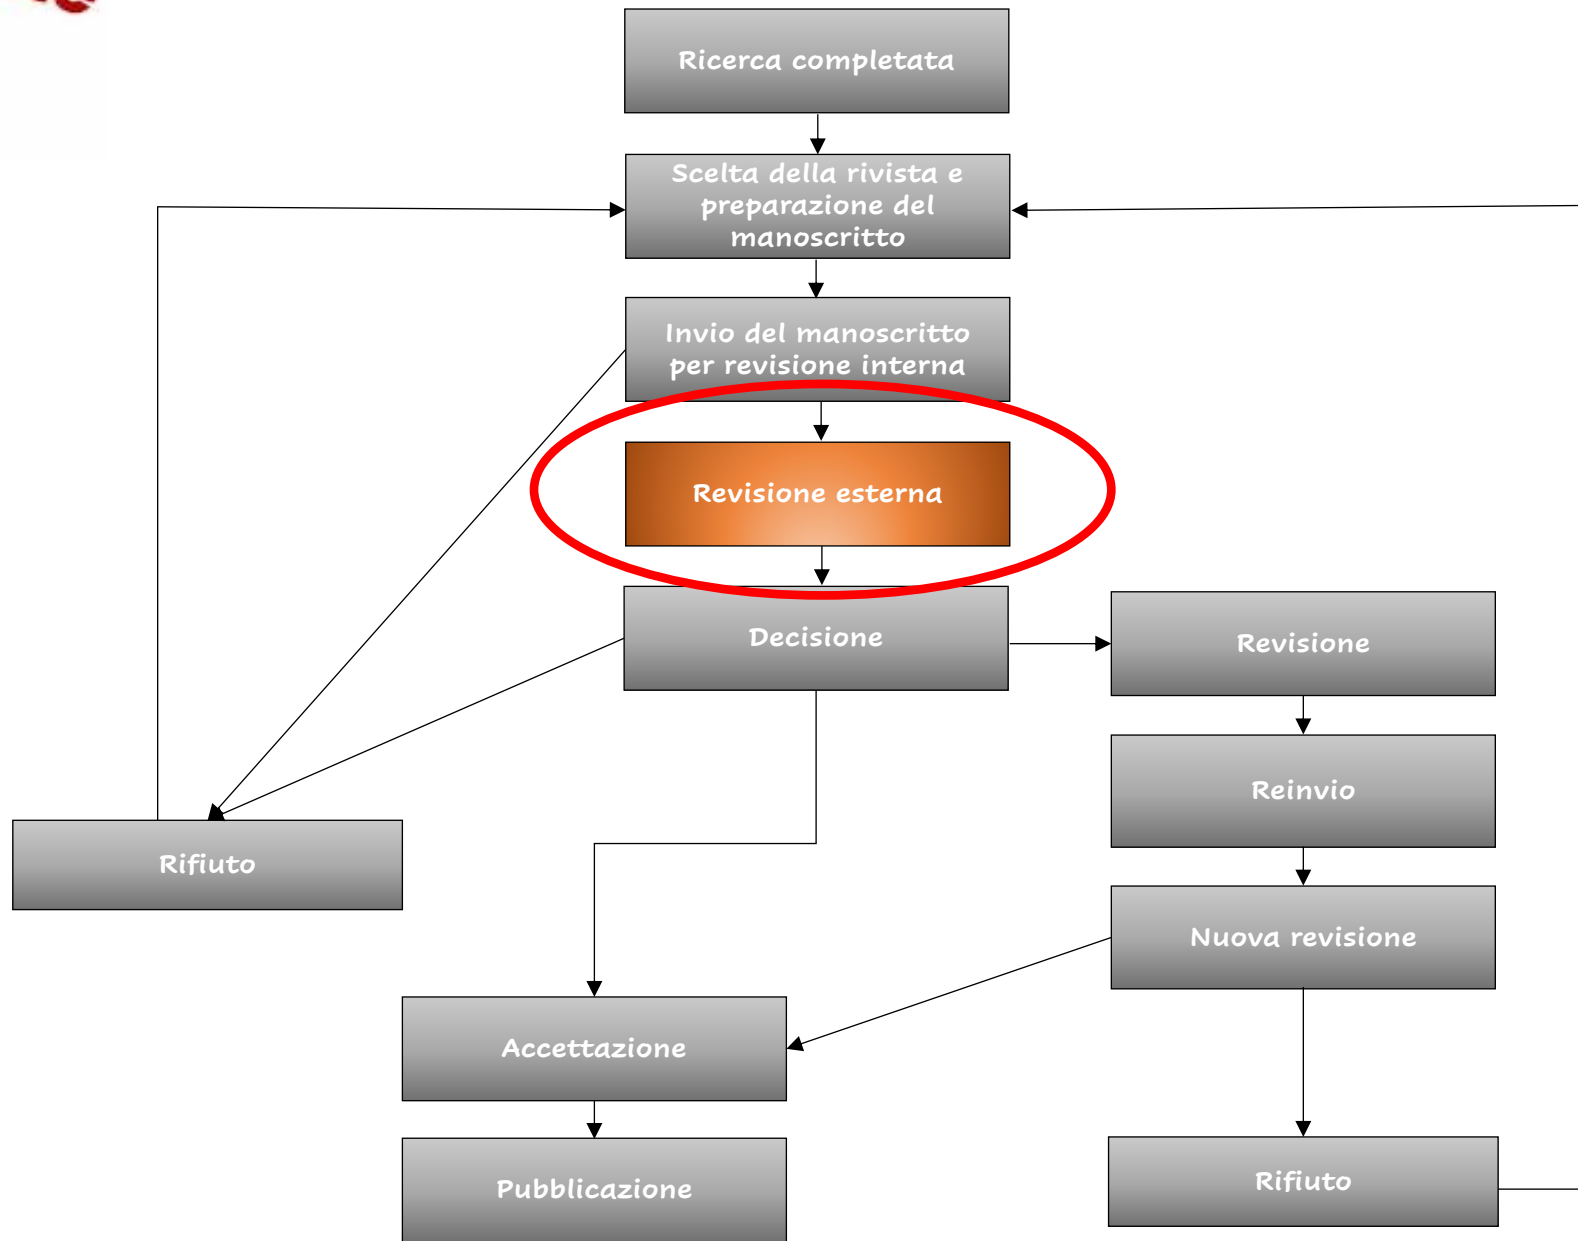 Ricerca completata
Scelta della rivista e
preparazione del
manoscritto
Invio del manoscritto
per revisione interna
Revisione esterna
Decisione
Revisione
Reinvio
Rifiuto
Nuova revisione
Accettazione
Pubblicazione
Rifiuto